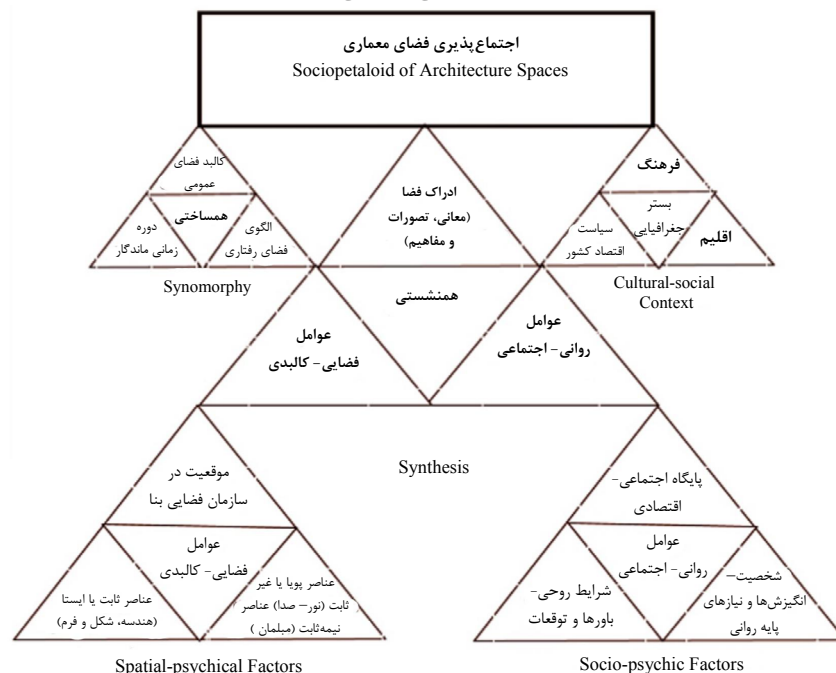 اجتماع‌پذیری فضای معماری
Sociopetaloid of Architecture Spaces
کالبد فضای
عمومی
همساختی
دوره
زمانی ماندگار
الگوی
فضای رفتاری
Synomorphy
ادراک فضا
(معانی، تصورات
و مفاهیم)
فرهنگ
بستر
جغرافیایی
سیاست
اقتصاد کشور
اقلیم
Cultural-social
Context
همنشستی
عوامل
فضایی- کالبدی
عوامل
روانی- اجتماعی
Synthesis
موقعیت در
سازمان فضایی بنا
عوامل
فضایی- کالبدی
عناصر ثابت یا ایستا
(هندسه، شکل و فرم)
عناصر پویا یا غیر
ثابت (نور– صدا) عناصر
نیمه‌ثابت (مبلمان )
Spatial-psychical Factors
پایگاه اجتماعی-
اقتصادی
عوامل
روانی- اجتماعی
شرایط روحی-
باورها و توقعات
شخصیت–
انگیزش‌ها و نیازهای
پایه روانی
Socio-psychic Factors